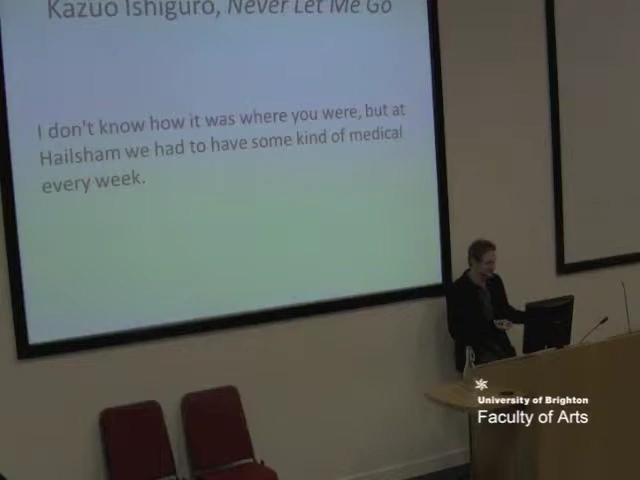 Kazuo Ishiguro, Never Let Me Go
I don't know how it was where you were, but at
Hailsham we had to have some kind of medical
every week.
University of Brighton
Faculty of Arts